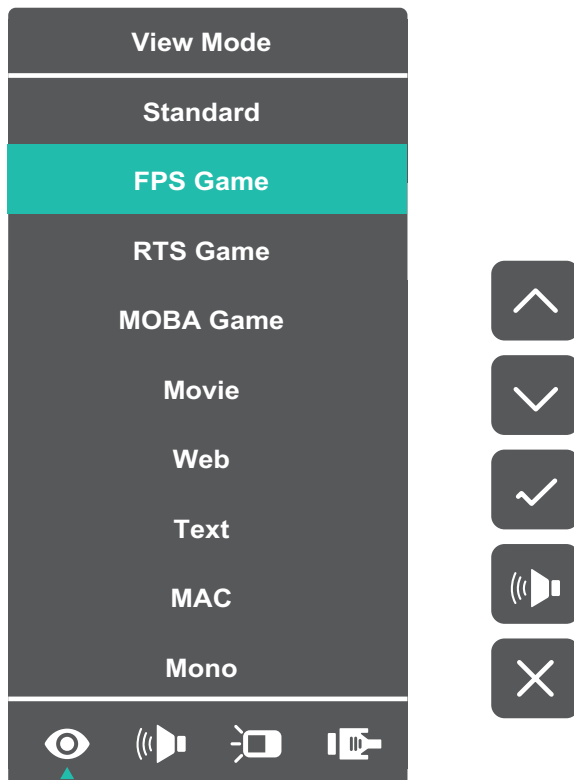 View Mode
Standard
FPS Game
RTS Game
MOBA Game
Movie
Web
Text
MAC
Mono